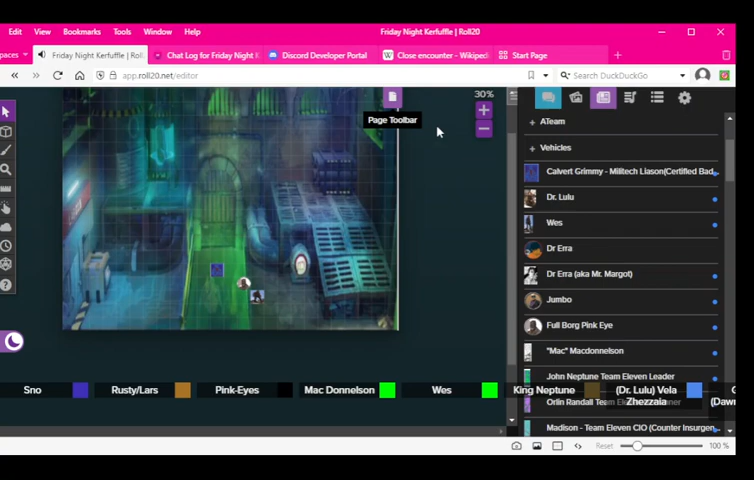 Edit View Bookmarks Tools Window Help Friday Night Kerfuffle | Roll20
paces Friday Night Kerfuffle | Roll Chat Log for Friday Night K Discord Developer Portal Close encounter – Wikiped Start Page
app.roll20.net/editor Search DuckDuckGo
Page Toolbar
30%
ATeam
Vehicles
Calvert Grimmy - Militech Liason(Certified Bad
Dr. Lulu
Wes
Dr Erra
Dr Erra (aka Mr. Margot)
Jumbo
Full Borg Pink Eye
"Mac" Macdonnelson
John Neptune Team Eleven Leader
Sno Rusty/Lars Pink-Eyes Mac Donnelson Wes King Neptune (Dr. Lulu) Vela Zhezzaia
Orlin Randall
Madison - Team Eleven CIO (Counter Insurgen
Reset 100 %